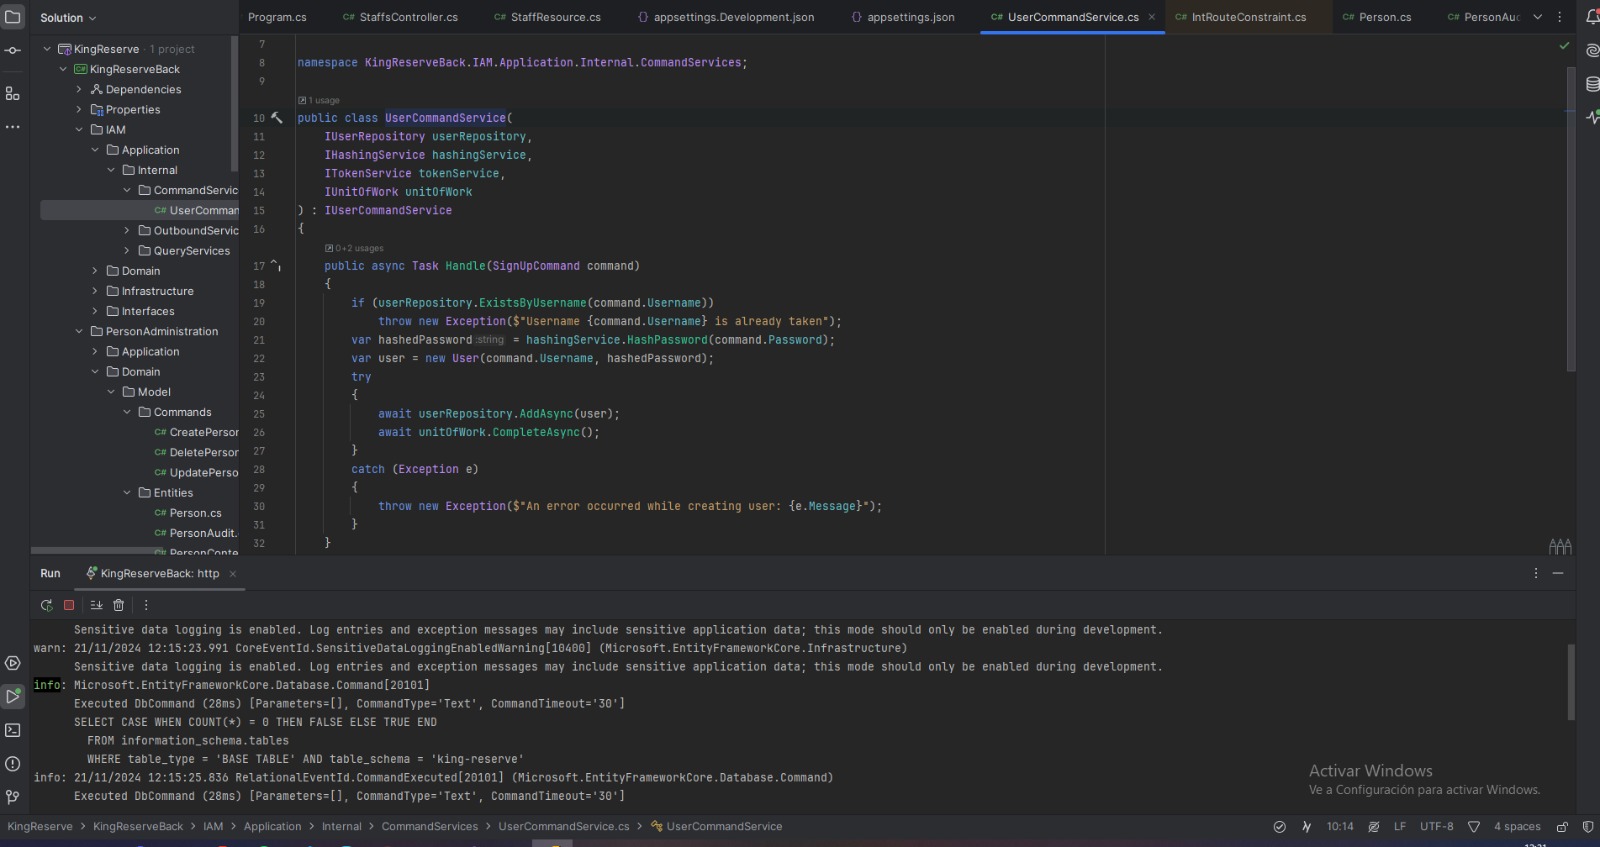 Solution
Program.cs
StaffsController.cs
StaffResource.cs
appsettings.Development.json
appsettings.json
UserCommandService.cs
IntRouteConstraint.cs
Person.cs
KingReserve · 1 project
KingReserveBack
Dependencies
Properties
IAM
Application
Internal
CommandServic
UserComman
OutboundServic
QueryServices
Domain
Infrastructure
Interfaces
PersonAdministration
Application
Domain
Model
Commands
CreatePerson
DeletePerson
UpdatePerso
Entities
Person.cs
PersonAudit.
PersonConte
7
8 namespace KingReserveBack.IAM.Application.Internal.CommandServices;
9
1 usage
10 public class UserCommandService(
11 IUserRepository userRepository,
12 IHashingService hashingService,
13 ITokenService tokenService,
14 IUnitOfWork unitOfWork
15 ) : IUserCommandService
16 {
0+2 usages
17 public async Task Handle(SignUpCommand command)
18 {
19 if (userRepository.ExistsByUsername(command.Username))
20 throw new Exception($"Username {command.Username} is already taken");
21 var hashedPassword :string = hashingService.HashPassword(command.Password);
22 var user = new User(command.Username, hashedPassword);
23 try
24 {
25 await userRepository.AddAsync(user);
26 await unitOfWork.CompleteAsync();
27 }
28 catch (Exception e)
29 {
30 throw new Exception($"An error occurred while creating user: {e.Message}");
31 }
32 }
Run KingReserveBack: http
Sensitive data logging is enabled. Log entries and exception messages may include sensitive application data; this mode should only be enabled during development.
warn: 21/11/2024 12:15:23.991 CoreEventId.SensitiveDataLoggingEnabledWarning[10400] (Microsoft.EntityFrameworkCore.Infrastructure)
Sensitive data logging is enabled. Log entries and exception messages may include sensitive application data; this mode should only be enabled during development.
info: Microsoft.EntityFrameworkCore.Database.Command[20101]
Executed DbCommand (28ms) [Parameters=[], CommandType='Text', CommandTimeout='30']
SELECT CASE WHEN COUNT(*) = 0 THEN FALSE ELSE TRUE END
FROM information_schema.tables
WHERE table_type = 'BASE TABLE' AND table_schema = 'king-reserve'
info: 21/11/2024 12:15:25.836 RelationalEventId.CommandExecuted[20101] (Microsoft.EntityFrameworkCore.Database.Command)
Executed DbCommand (28ms) [Parameters=[], CommandType='Text', CommandTimeout='30']
Activar Windows
Ve a Configuración para activar Windows.
KingReserve > KingReserveBack > IAM > Application > Internal > CommandServices > UserCommandService.cs > UserCommandService
10:14 LF UTF-8 4 spaces